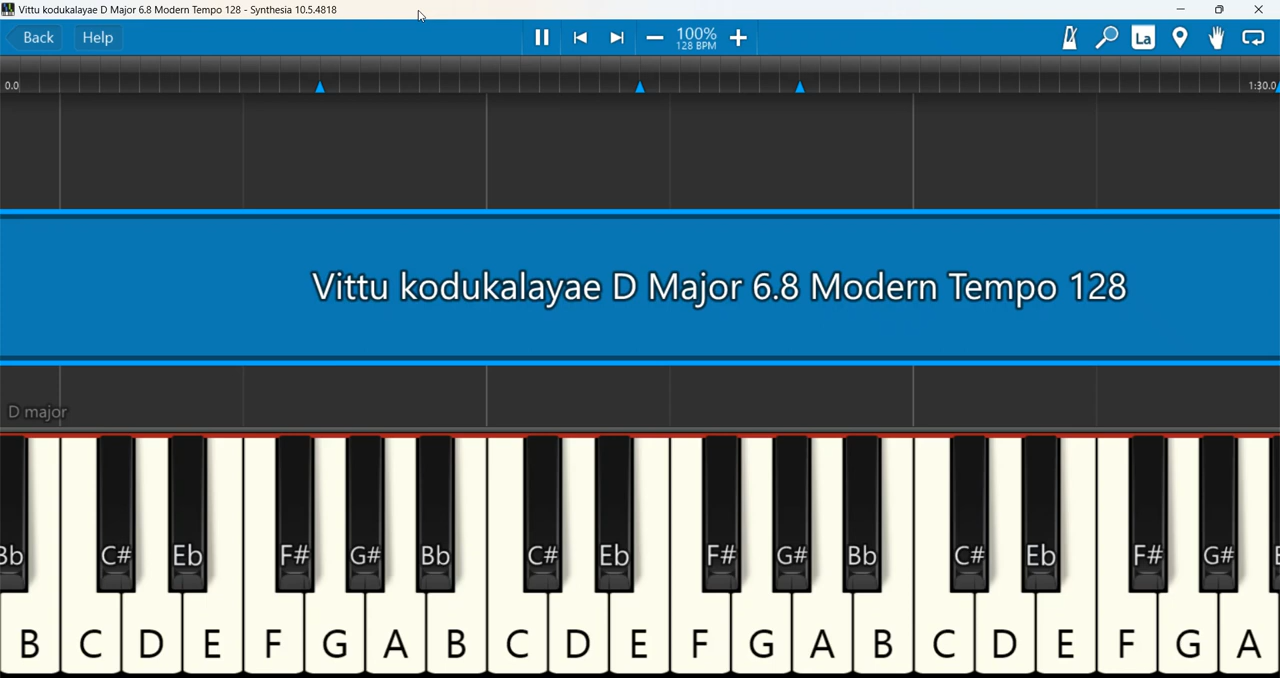 Vittu kodukalayae D Major 6.8 Modern Tempo 128 - Synthesia 10.5.4818
Back Help 100% La
128 BPM
0.0 1:30.0
Vittu kodukalayae D Major 6.8 Modern Tempo 128
D major
Bb C# Eb F# G# Bb C# Eb F# G# Bb C# Eb F# G#
B C D E F G A B C D E F G A B C D E F G A